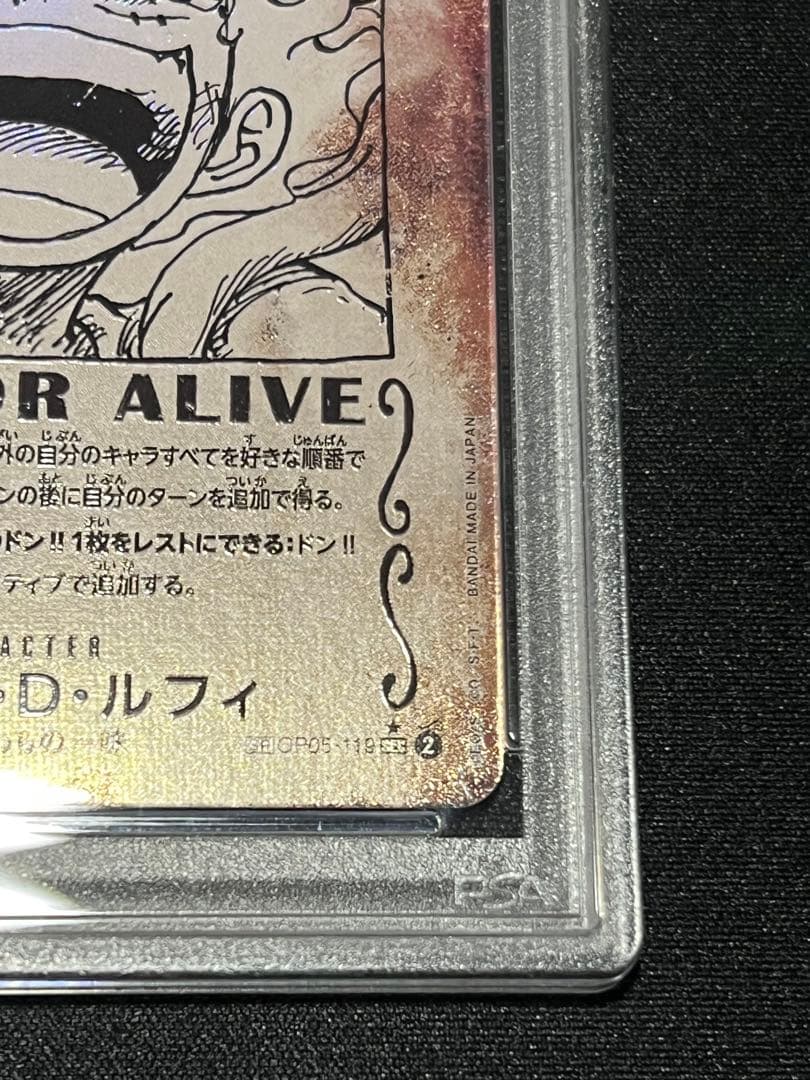 OR ALIVE
外の自分のキャラすべてを好きな順番で
ンの後に自分のターンを追加で得る。
ドン!!1枚をレストにできる:ドン!!
ティブで追加する。
ACTER
・D・ルフィ
OP05-119 2
BANDAI MADE IN JAPAN
PSA